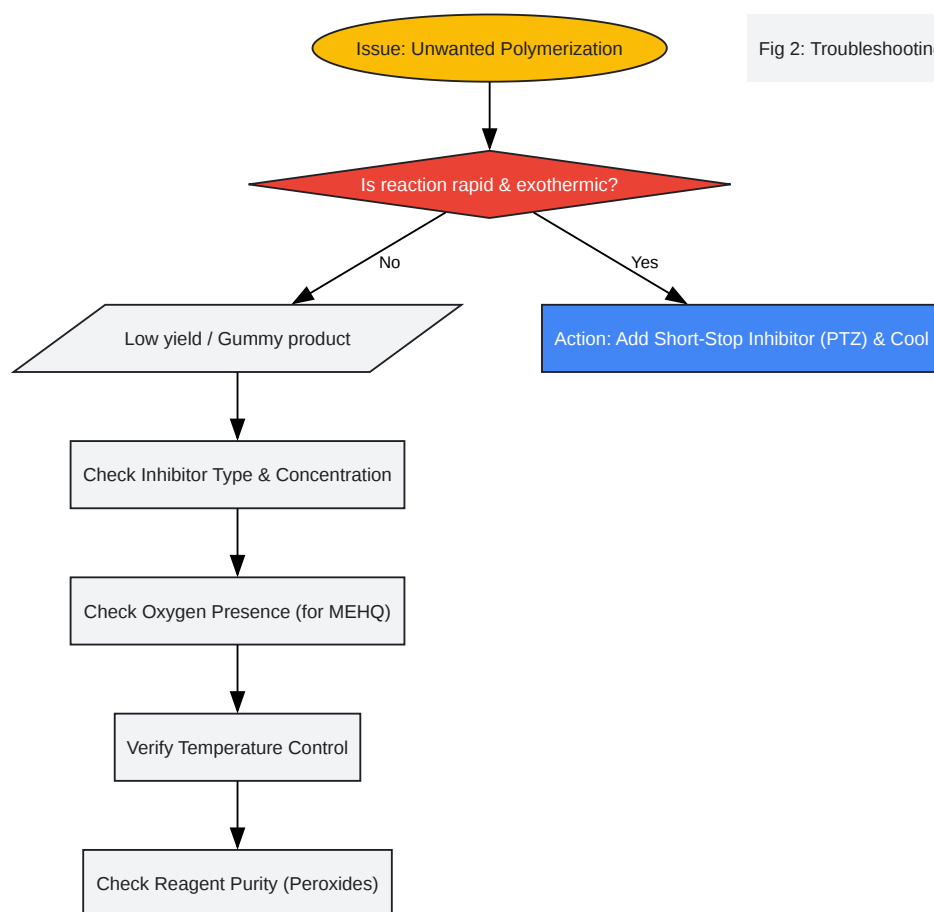 Issue: Unwanted Polymerization
Fig 2: Troubleshooting
Is reaction rapid & exothermic?
No
Yes
Low yield / Gummy product
Action: Add Short-Stop Inhibitor (PTZ) & Cool
Check Inhibitor Type & Concentration
Check Oxygen Presence (for MEHQ)
Verify Temperature Control
Check Reagent Purity (Peroxides)